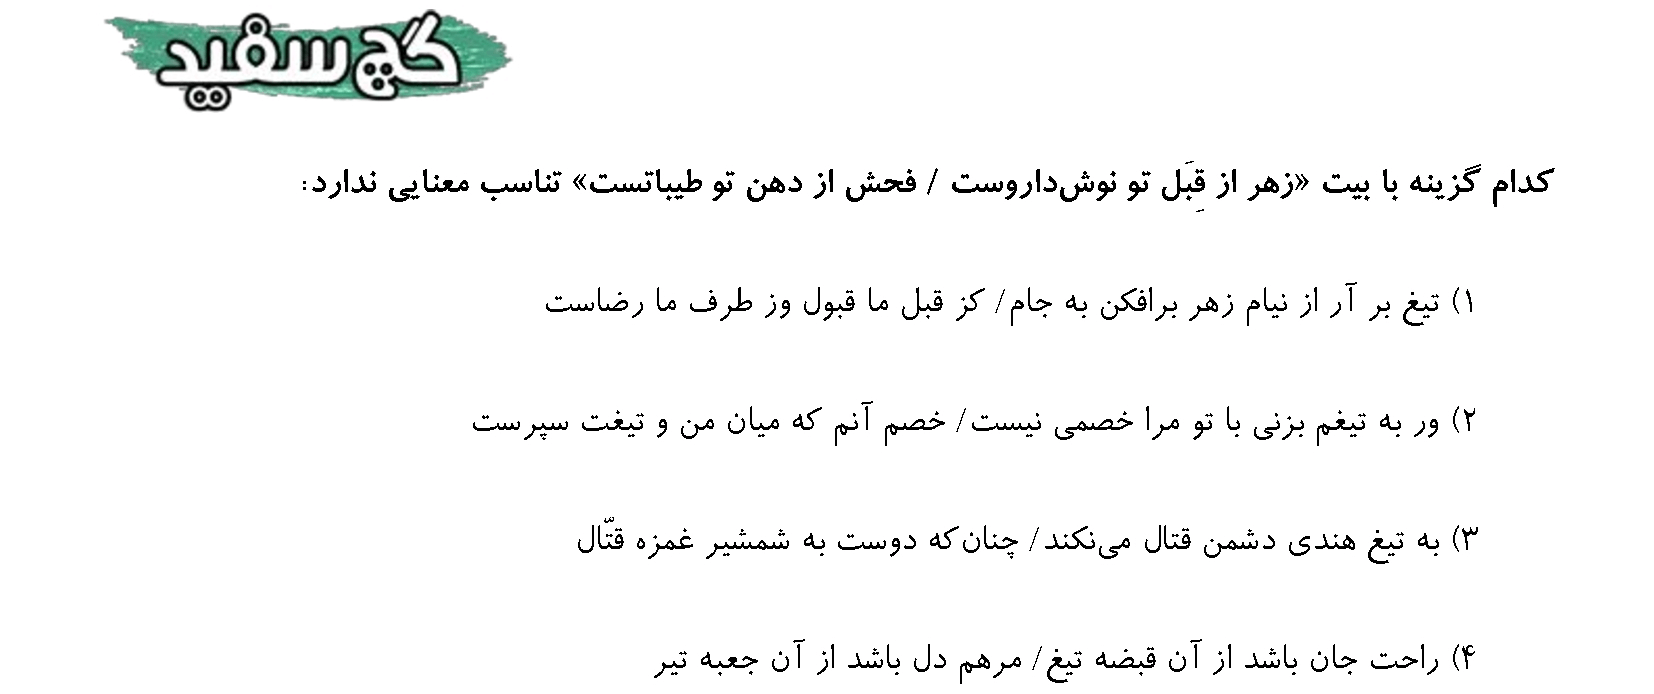 گچ سفید
کدام گزینه با بیت «زهر از قِبَل تو نوش‌داروست / فحش از دهن تو طیباتست» تناسب معنایی ندارد:
۱) تیغ بر آر از نیام زهر برافکن به جام/ کز قبل ما قبول وز طرف ما رضاست
۲) ور به تیغم بزنی با تو مرا خصمی نیست/ خصم آنم که میان من و تیغت سپرست
۳) به تیغ هندی دشمن قتال می‌نکند/ چنان‌که دوست به شمشیر غمزه قتّال
۴) راحت جان باشد از آن قبضه تیغ/ مرهم دل باشد از آن جعبه تیر